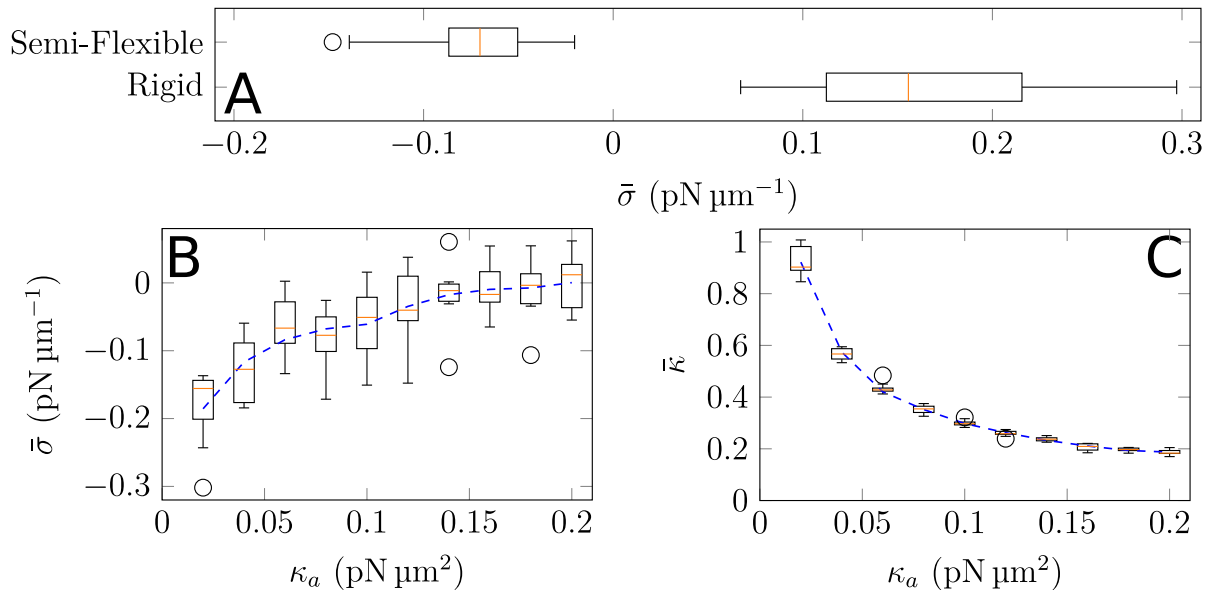 Semi-Flexible
Rigid
A
−0.2 −0.1 0 0.1 0.2 0.3
σ̄ (pN µm⁻¹)
B
0
−0.1
−0.2
−0.3
σ̄ (pN µm⁻¹)
0 0.05 0.1 0.15 0.2
κₐ (pN µm²)
C
1
0.8
0.6
0.4
0.2
0
κ̄
0 0.05 0.1 0.15 0.2
κₐ (pN µm²)